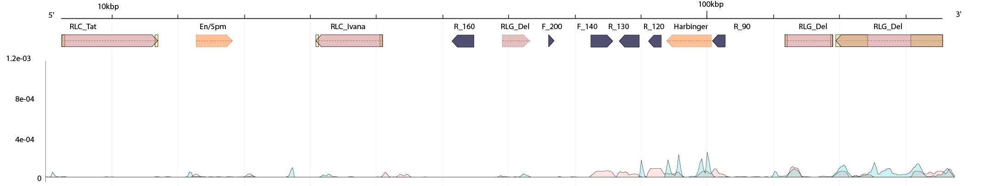 10kbp 100kbp
5' 3'
RLC_Tat En/Spm RLC_Ivana R_160 RLG_Del F_200 F_140 R_130 R_120 Harbinger R_90 RLG_Del RLG_Del
1.2e-03
8e-04
4e-04
0